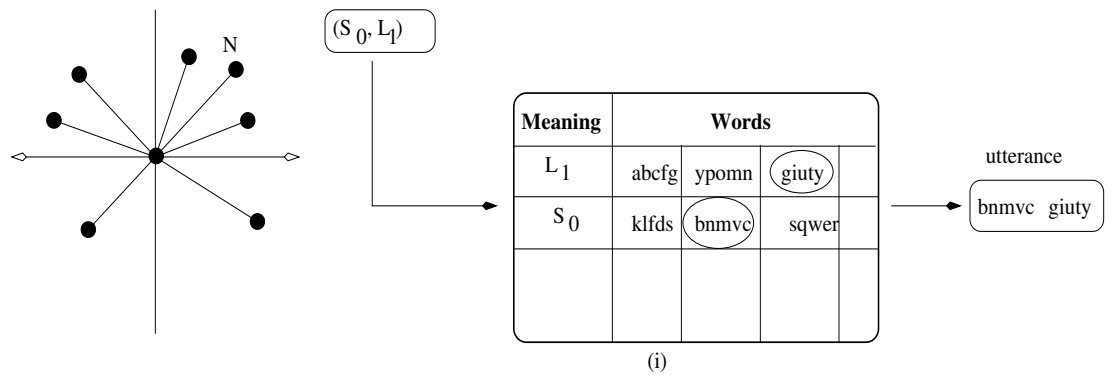 N
(S 0, L 1)
Meaning Words
L 1 abcfg ypomn giuty
S 0 klfds bnmvc sqwer
utterance
bnmvc giuty
(i)